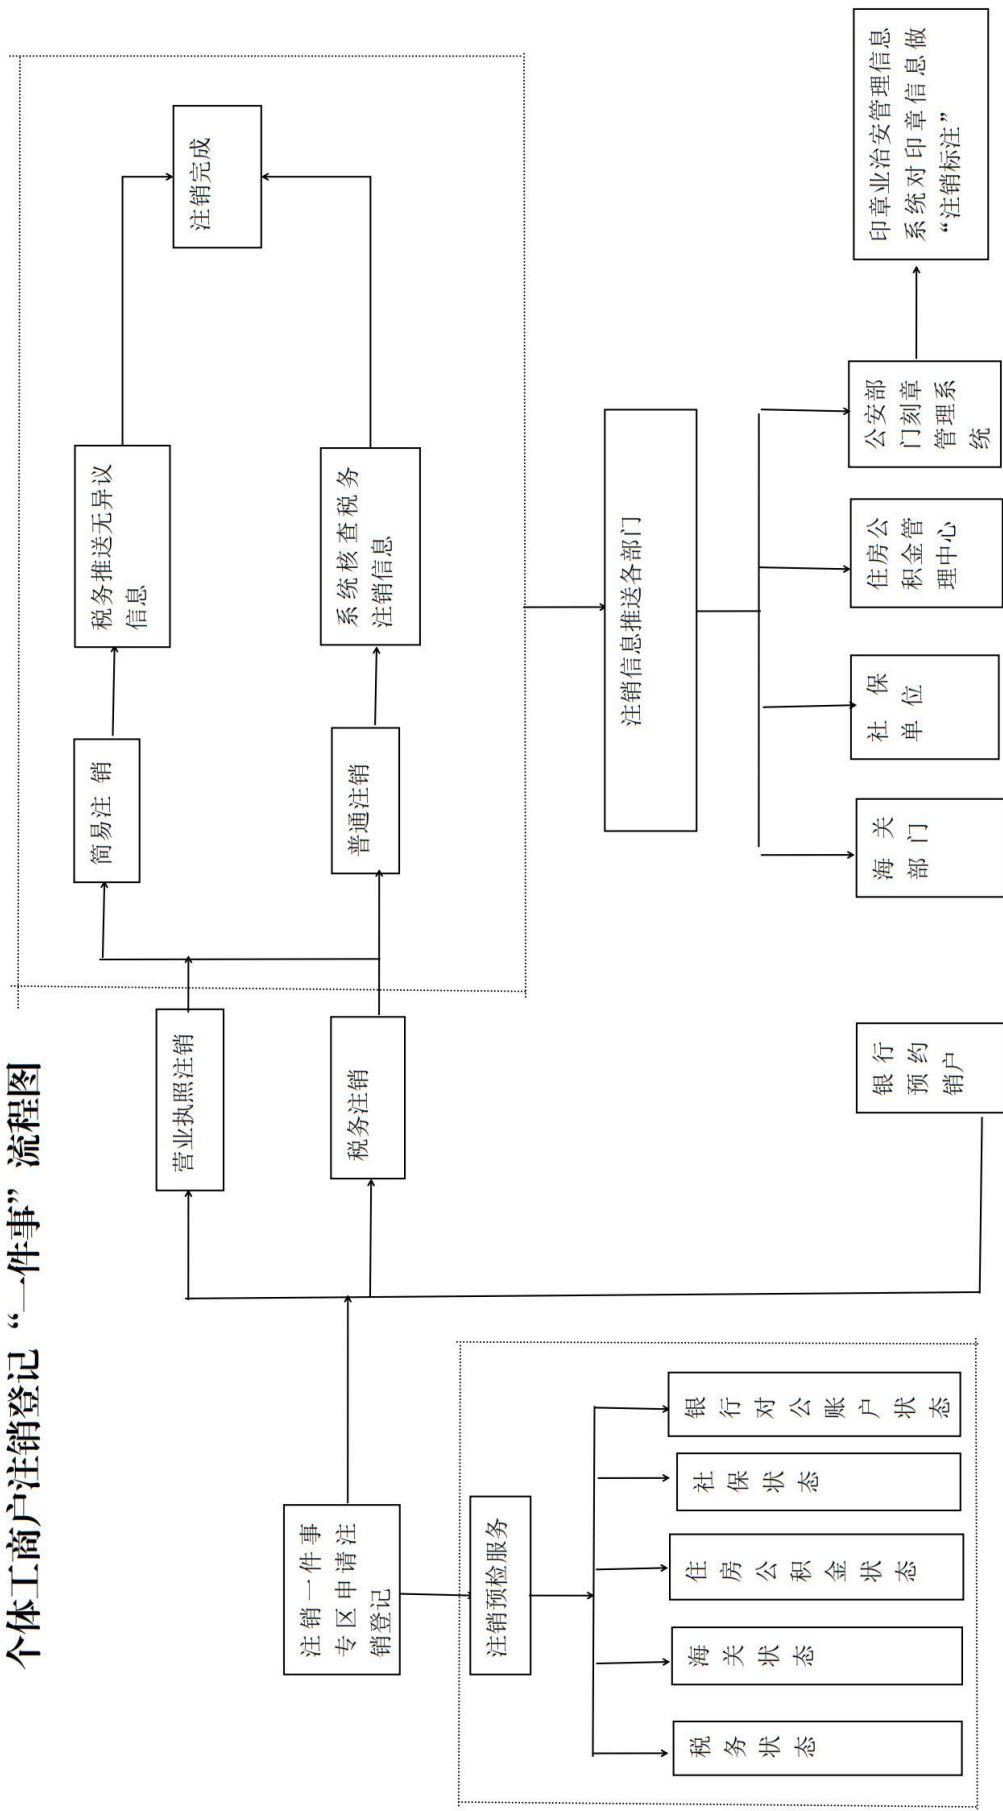 个体工商户注销登记“一件事”流程图
注销一件事
专区申请注
销登记
注销预检服务
税务状态
海关状态
住房公积金状态
社保状态
银行对公账户状态
营业执照注销
税务注销
银行
预约
销户
简易注 销
普通注销
税务推送无异议
信息
系统核查税务
注销信息
注销完成
注销信息推送各部门
海关
部门
社保
单位
住房公
积金管
理中心
公安部
门刻章
管理系
统
印章业治安管理信息
系统对印章信息做
“注销标注”